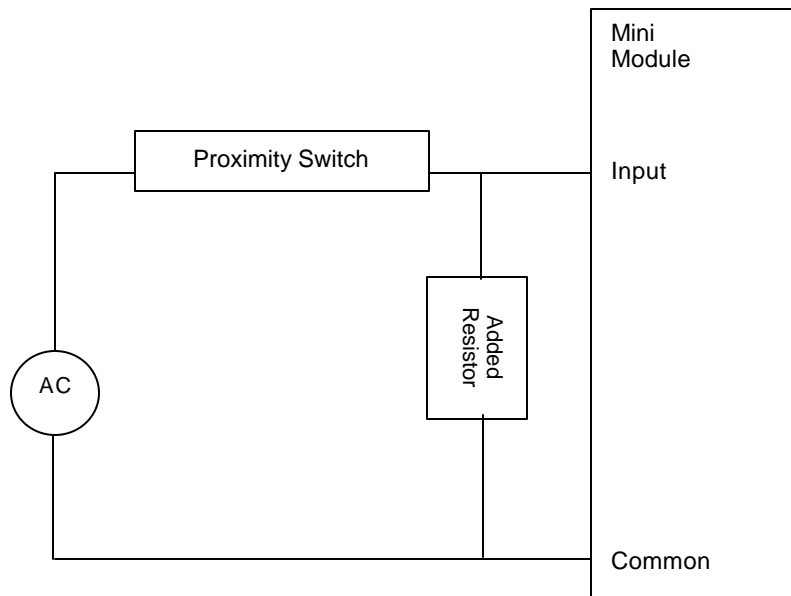 Mini
Module
Proximity Switch
Input
Added
Resistor
AC
Common